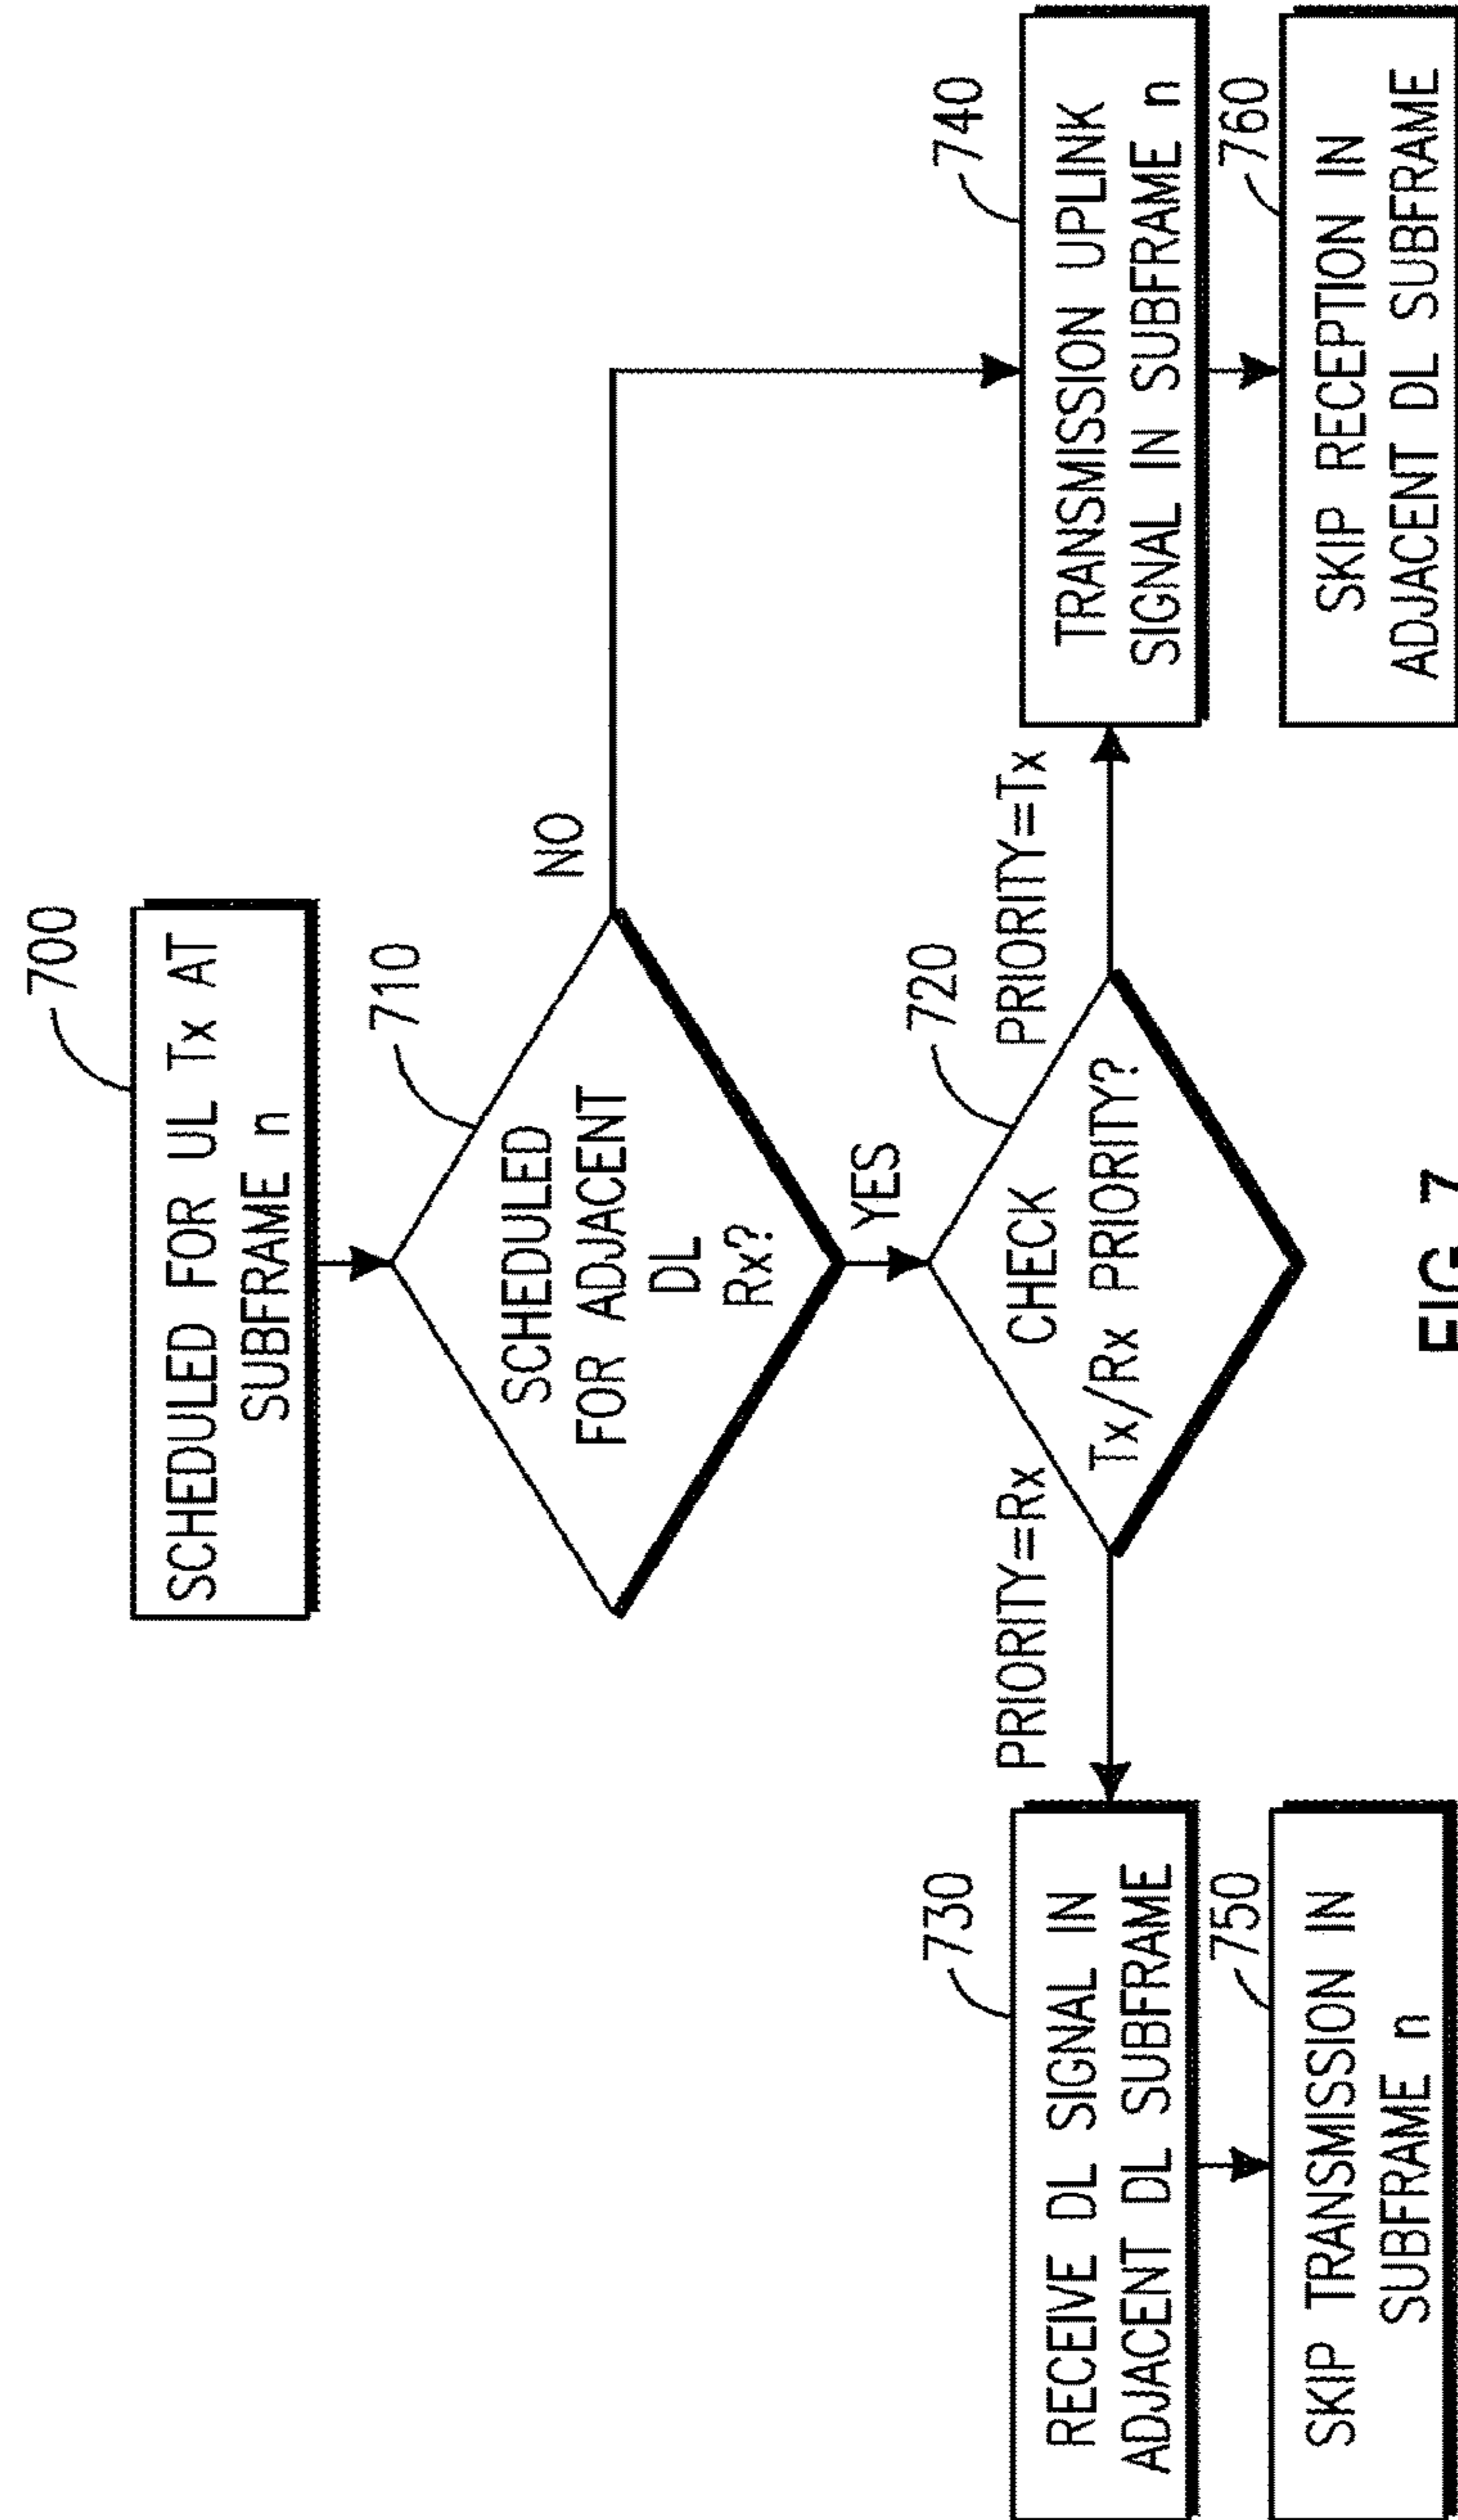 700
SCHEDULED FOR UL Tx AT
SUBFRAME n
710
SCHEDULED
FOR ADJACENT
DL
Rx?
NO
YES
720
CHECK
Tx/Rx PRIORITY?
PRIORITY=Rx
PRIORITY=Tx
730
RECEIVE DL SIGNAL IN
ADJACENT DL SUBFRAME
740
TRANSMISSION UPLINK
SIGNAL IN SUBFRAME n
750
SKIP TRANSMISSION IN
SUBFRAME n
760
SKIP RECEPTION IN
ADJACENT DL SUBFRAME
FIG. 7